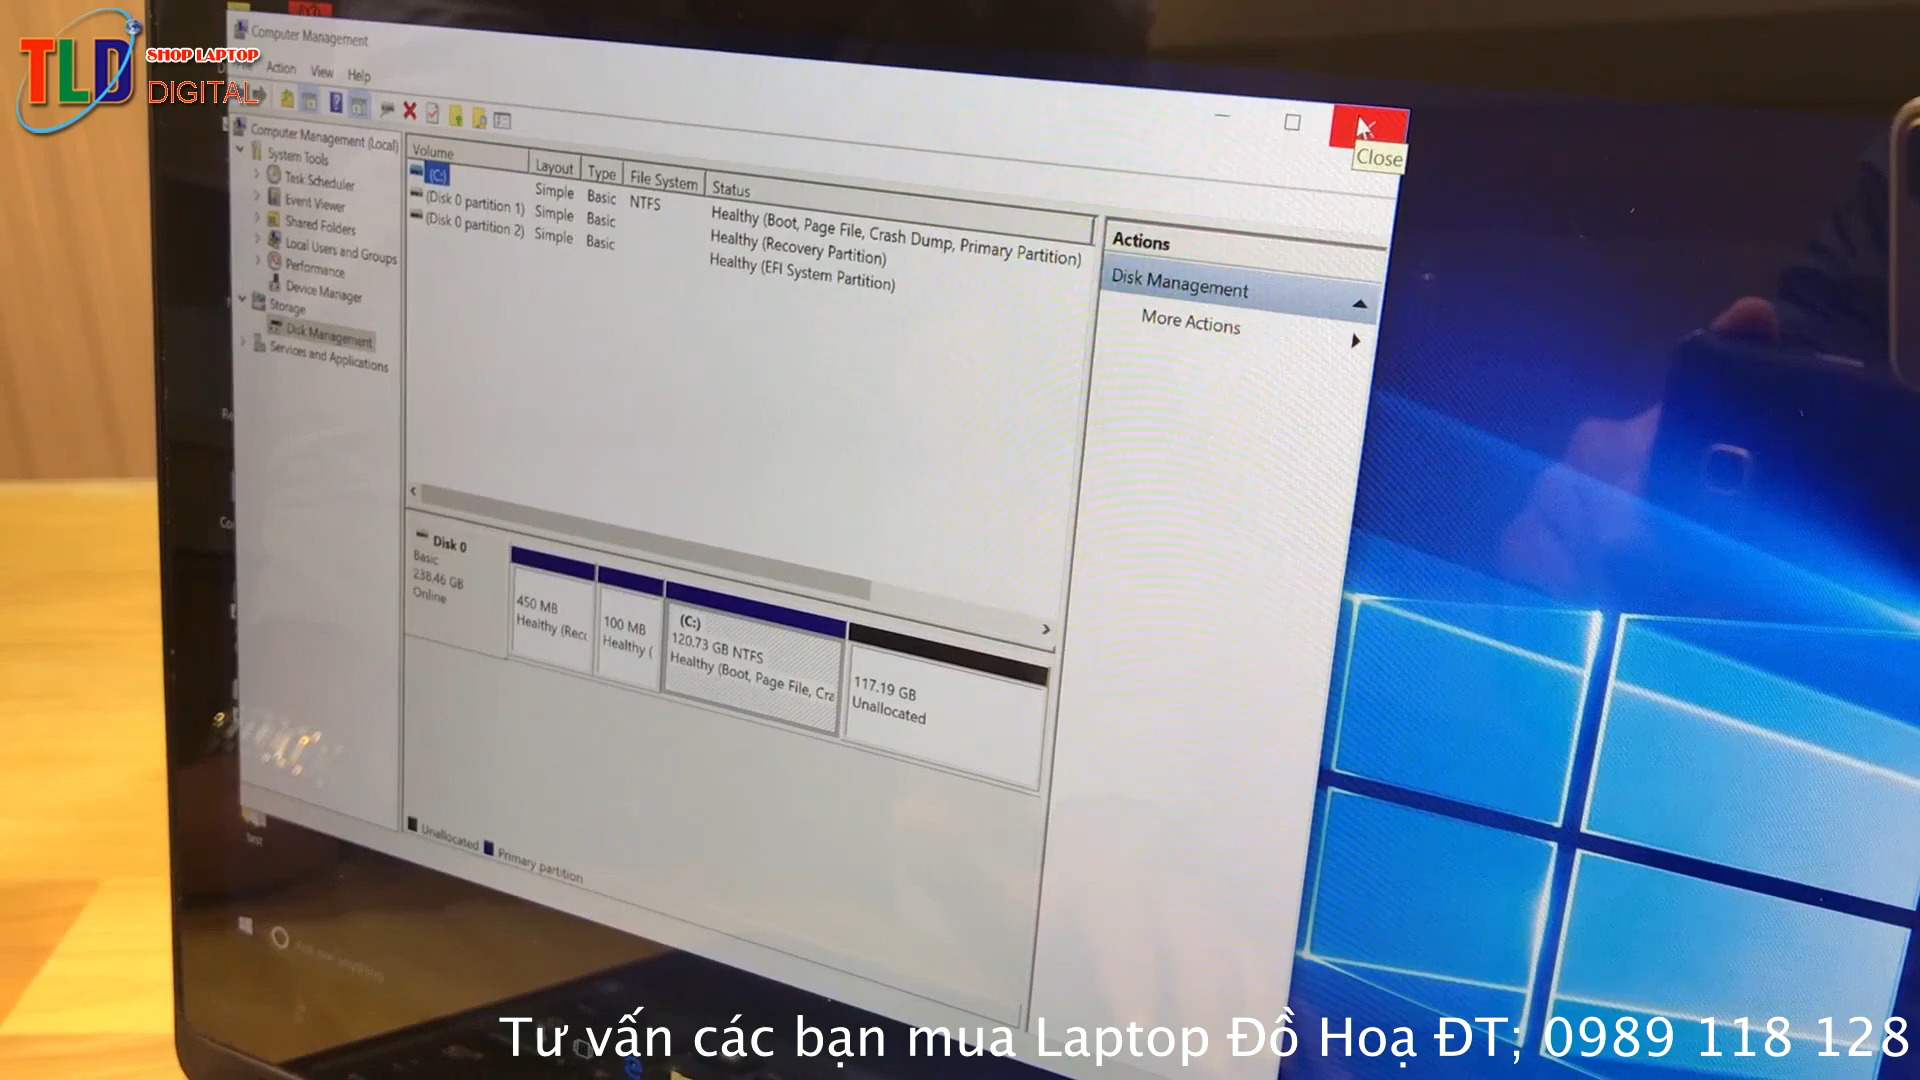 TLD
SHOP LAPTOP
DIGITAL
Computer Management
Action View Help
Close
Computer Management (Local)
System Tools
Task Scheduler
Event Viewer
Shared Folders
Local Users and Groups
Performance
Device Manager
Storage
Disk Management
Services and Applications
Volume Layout Type File System Status
(C:) Simple Basic NTFS Healthy (Boot, Page File, Crash Dump, Primary Partition)
(Disk 0 partition 1) Simple Basic Healthy (Recovery Partition)
(Disk 0 partition 2) Simple Basic Healthy (EFI System Partition)
Actions
Disk Management
More Actions
Disk 0
Basic
238.46 GB
Online
450 MB
Healthy (Reco
100 MB
Healthy (
(C:)
120.73 GB NTFS
Healthy (Boot, Page File, Cra
117.19 GB
Unallocated
Unallocated Primary partition
test
Tư vấn các bạn mua Laptop Đồ Hoạ ĐT; 0989 118 128